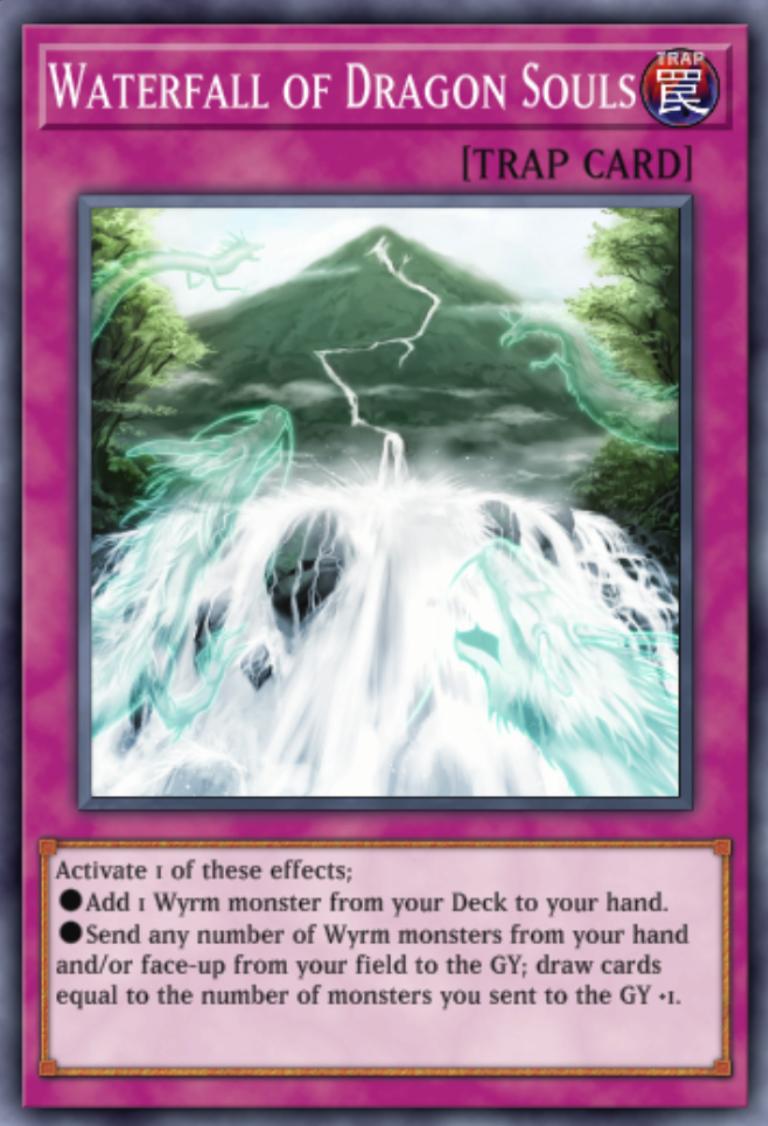 WATERFALL OF DRAGON SOULS
TRAP
罠
[TRAP CARD]
Activate 1 of these effects;
●Add 1 Wyrm monster from your Deck to your hand.
●Send any number of Wyrm monsters from your hand
and/or face-up from your field to the GY; draw cards
equal to the number of monsters you sent to the GY +1.